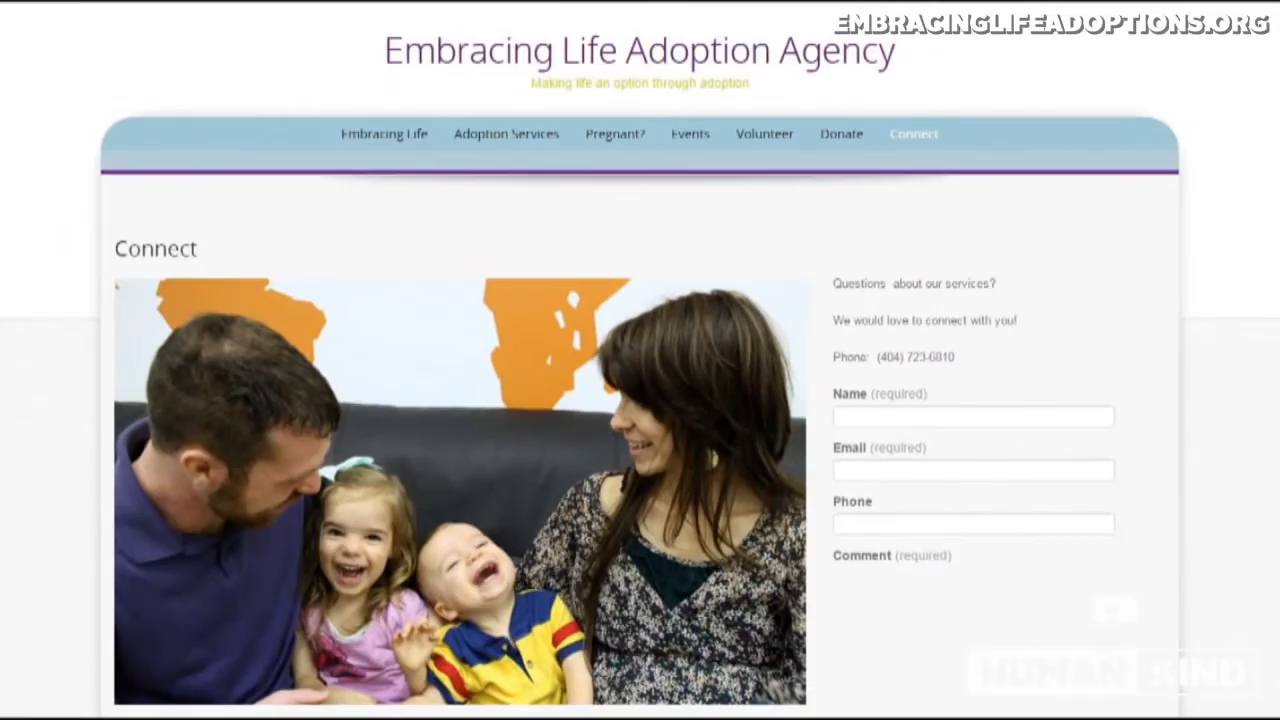 EMBRACINGLIFEADOPTIONS.ORG
Embracing Life Adoption Agency
Making life an option through adoption
Embracing Life Adoption Services Pregnant? Events Volunteer Donate Connect
Connect
Questions about our services?
We would love to connect with you!
Phone: (404) 723-6810
Name (required)
Email (required)
Phone
Comment (required)
HUMANKIND